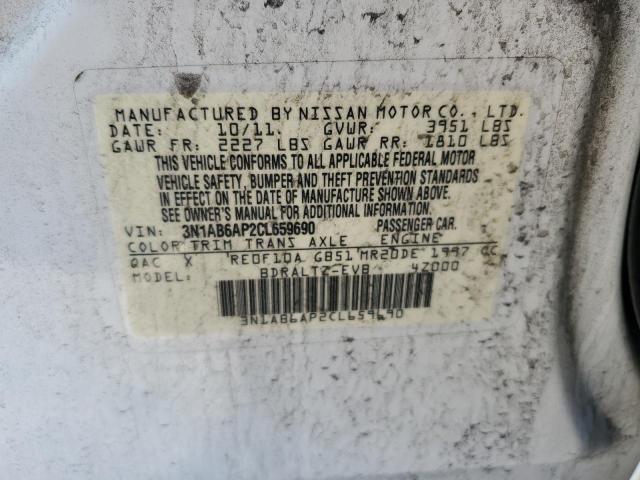 MANUFACTURED BY NISSAN MOTOR CO., LTD.
DATE: 10/11. GVWR: 3951 LBS
GAWR FR: 2227 LBS GAWR RR: 1810 LBS
THIS VEHICLE CONFORMS TO ALL APPLICABLE FEDERAL MOTOR
VEHICLE SAFETY, BUMPER AND THEFT PREVENTION STANDARDS
IN EFFECT ON THE DATE OF MANUFACTURE SHOWN ABOVE.
SEE OWNER'S MANUAL FOR ADDITIONAL INFORMATION.
VIN: 3N1AB6AP2CL659690 PASSENGER CAR.
COLOR TRIM TRANS AXLE ENGINE
QAC X RE0F10A GB51 MR20DE 1997 CC
MODEL: BDRALTZ-EVB 4Z000
3N1AB6AP2CL659690